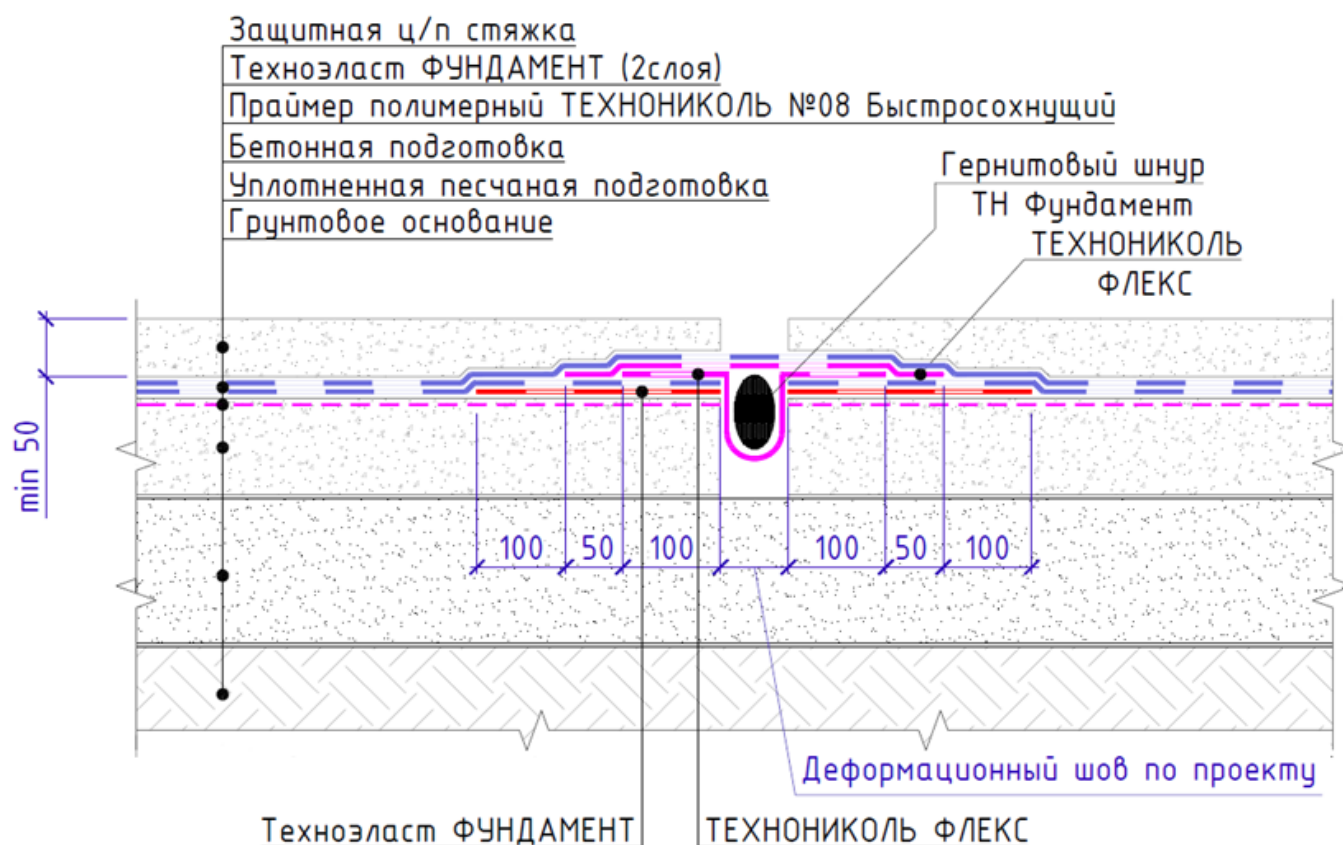 Защитная ц/п стяжка
Техноэласт ФУНДАМЕНТ (2слоя)
Праймер полимерный ТЕХНОНИКОЛЬ №08 Быстросохнущий
Бетонная подготовка
Уплотненная песчаная подготовка
Грунтовое основание
Гернитовый шнур
ТН Фундамент
ТЕХНОНИКОЛЬ
ФЛЕКС
min 50
100 50 100 100 50 100
Деформационный шов по проекту
Техноэласт ФУНДАМЕНТ ТЕХНОНИКОЛЬ ФЛЕКС